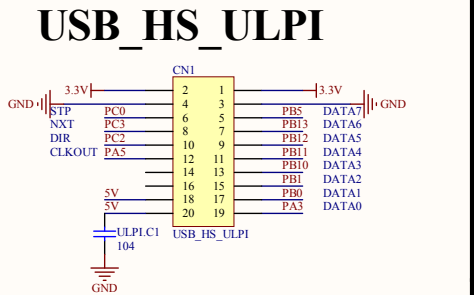 USB_HS_ULPI
CN1
3.3V 2 1 3.3V
GND 4 3 GND
STP PC0 6 5 PB5 DATA7
NXT PC3 8 7 PB13 DATA6
DIR PC2 10 9 PB12 DATA5
CLKOUT PA5 12 11 PB11 DATA4
14 13 PB10 DATA3
16 15 PB1 DATA2
5V 18 17 PB0 DATA1
5V 20 19 PA3 DATA0
ULPI.C1 USB_HS_ULPI
104
GND